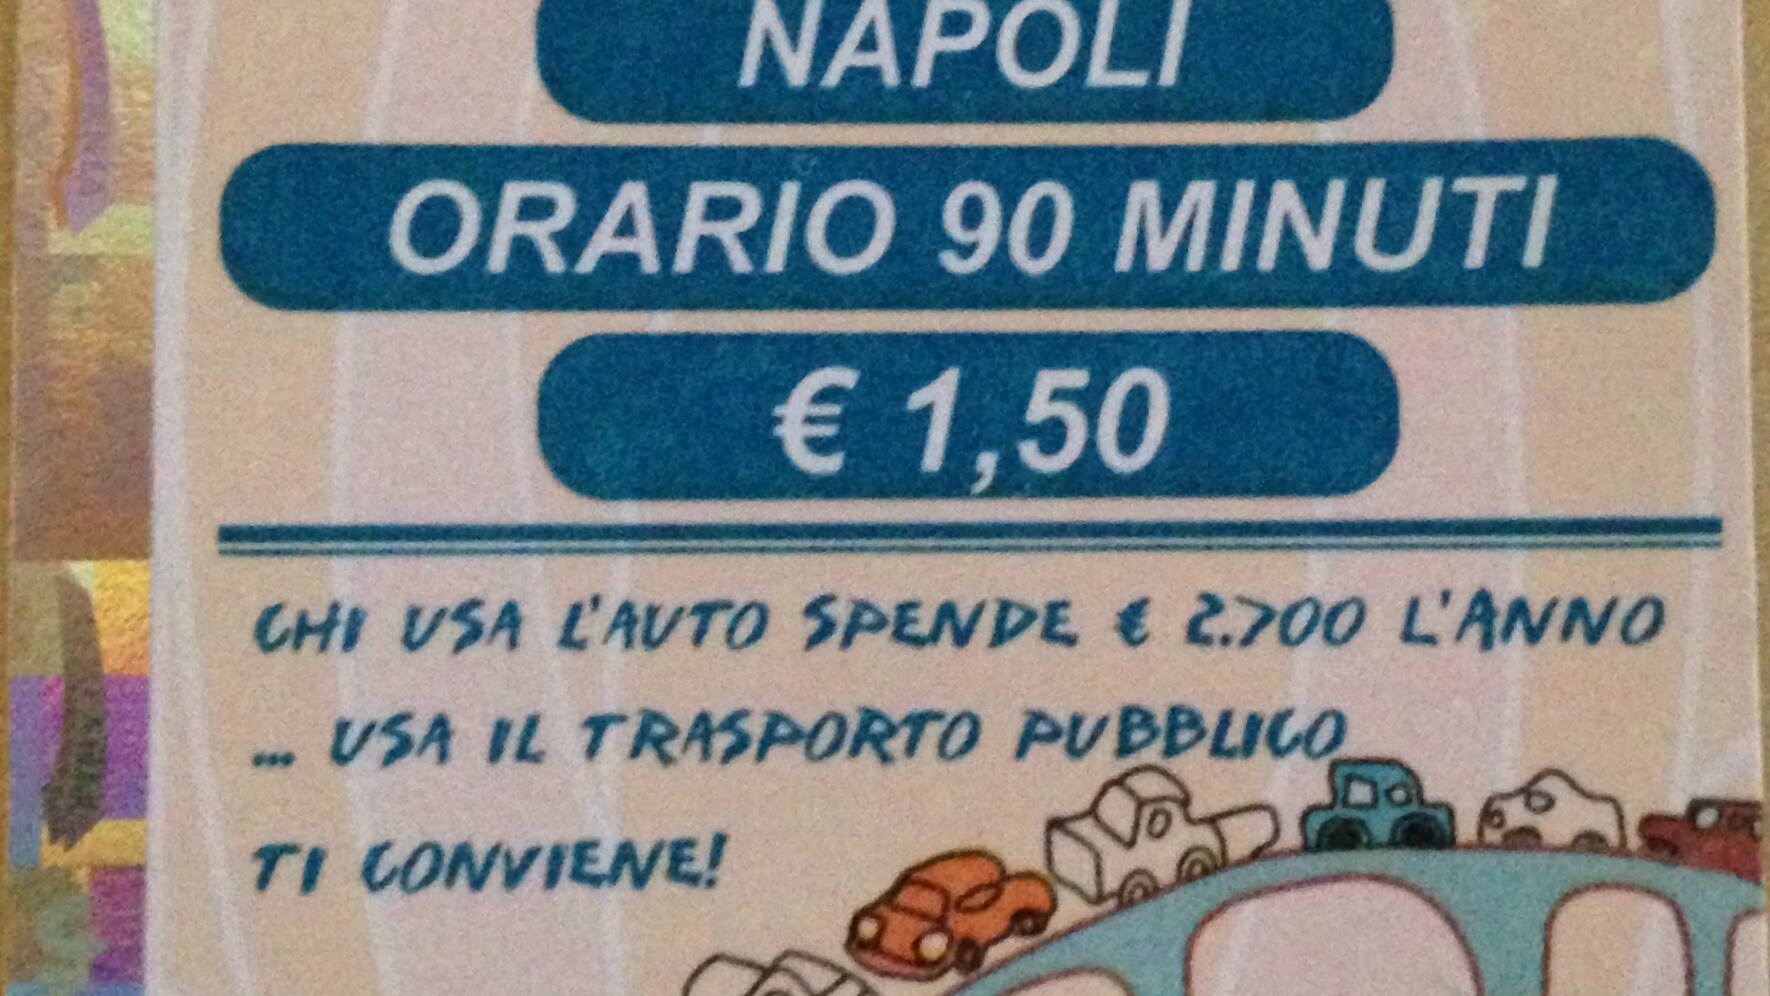 NAPOLI
ORARIO 90 MINUTI
€ 1,50
CHI USA L'AUTO SPENDE € 2.700 L'ANNO
... USA IL TRASPORTO PUBBLICO
TI CONVIENE!